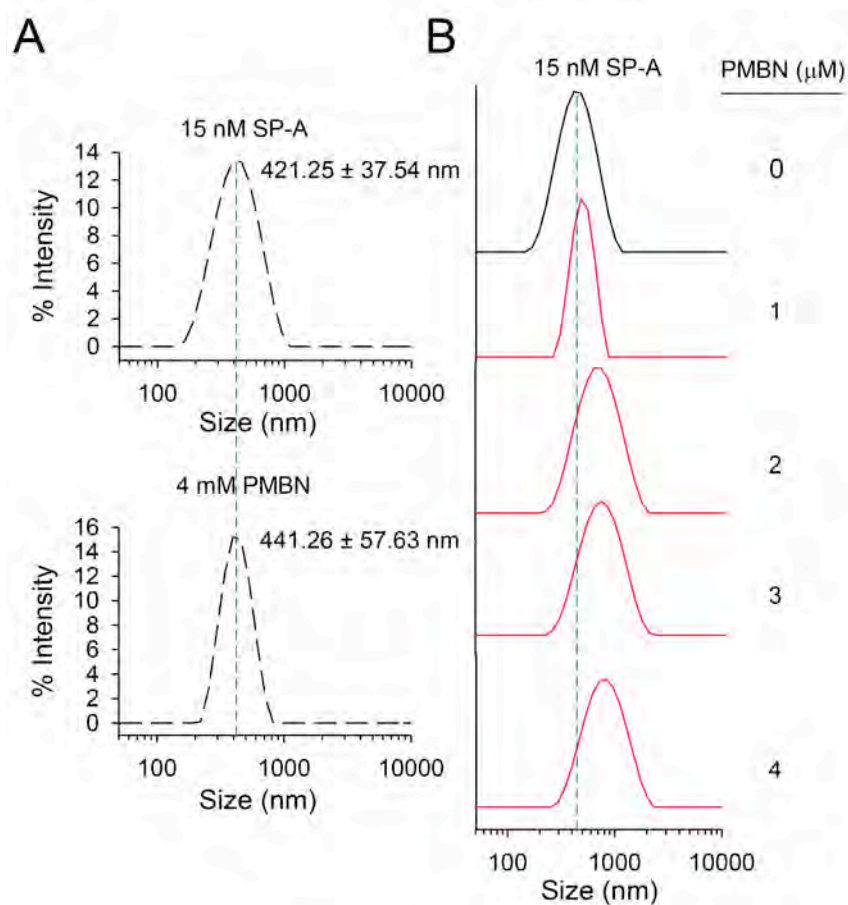 A
15 nM SP-A
421.25 ± 37.54 nm
% Intensity
14
12
10
8
6
4
2
0
100 1000 10000
Size (nm)
4 mM PMBN
441.26 ± 57.63 nm
% Intensity
16
14
12
10
8
6
4
2
0
100 1000 10000
Size (nm)
B
15 nM SP-A PMBN (μM)
0
1
2
3
4
100 1000 10000
Size (nm)